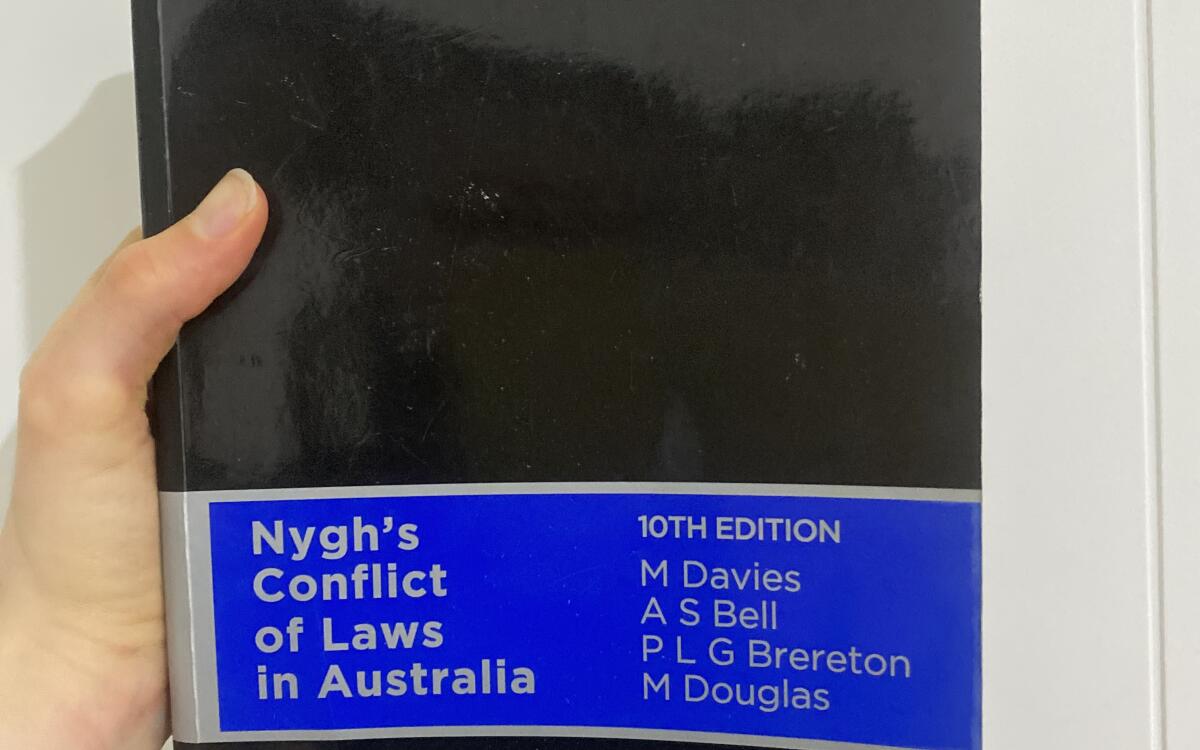 Nygh's
Conflict
of Laws
in Australia
10TH EDITION
M Davies
A S Bell
P L G Brereton
M Douglas